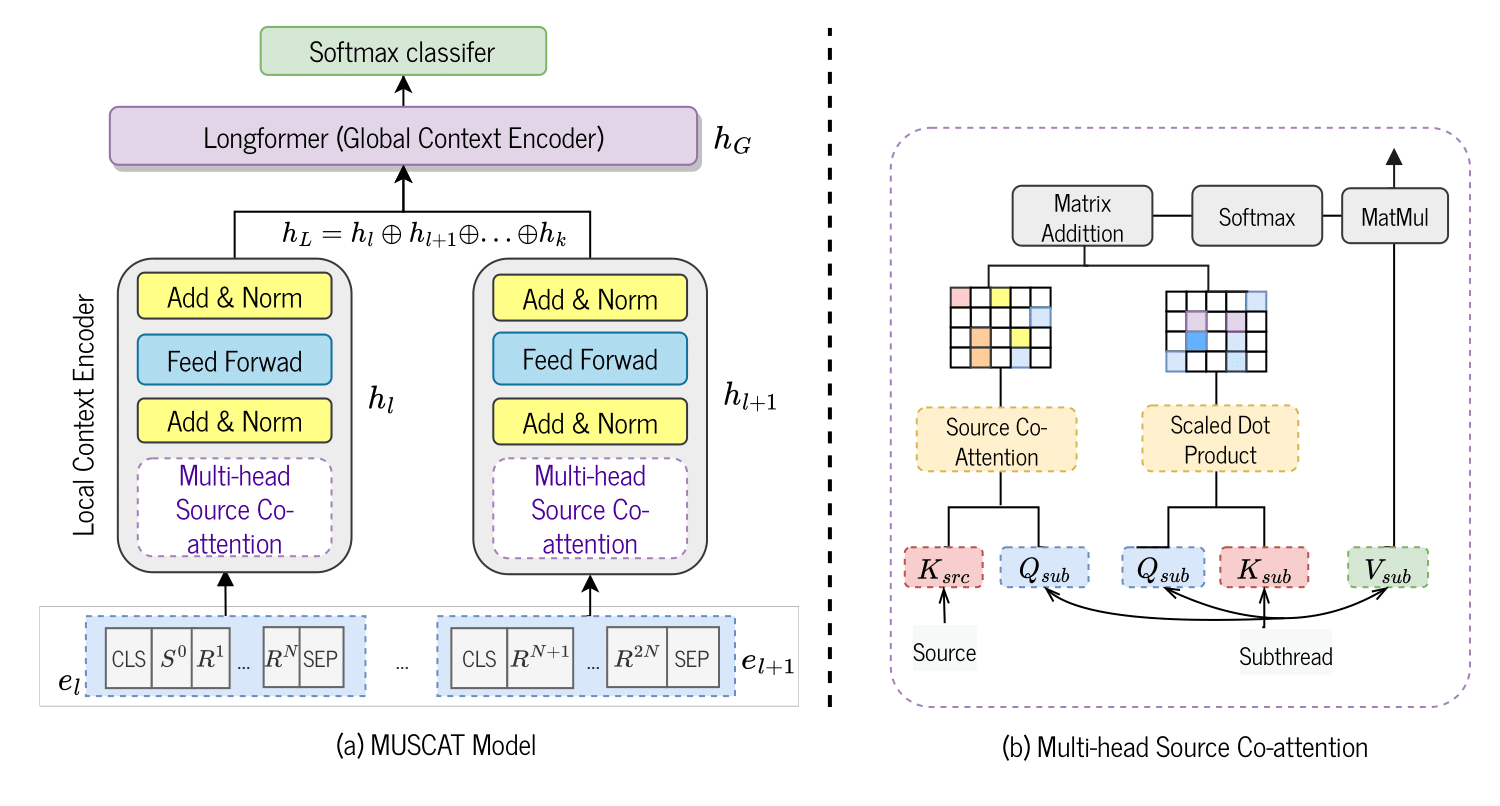 Softmax classifer
Longformer (Global Context Encoder)
h_G
h_L = h_l ⊕ h_{l+1}⊕...⊕h_k
Local Context Encoder
Add & Norm
Feed Forwad
Add & Norm
Multi-head
Source Co-
attention
h_l
Add & Norm
Feed Forwad
Add & Norm
Multi-head
Source Co-
attention
h_{l+1}
e_l
CLS S^0 R^1 ... R^N SEP
...
CLS R^{N+1} ... R^{2N} SEP
e_{l+1}
(a) MUSCAT Model
Matrix
Addittion
Softmax
MatMul
Source Co-
Attention
Scaled Dot
Product
K_{src}
Q_{sub}
Q_{sub}
K_{sub}
V_{sub}
Source
Subthread
(b) Multi-head Source Co-attention